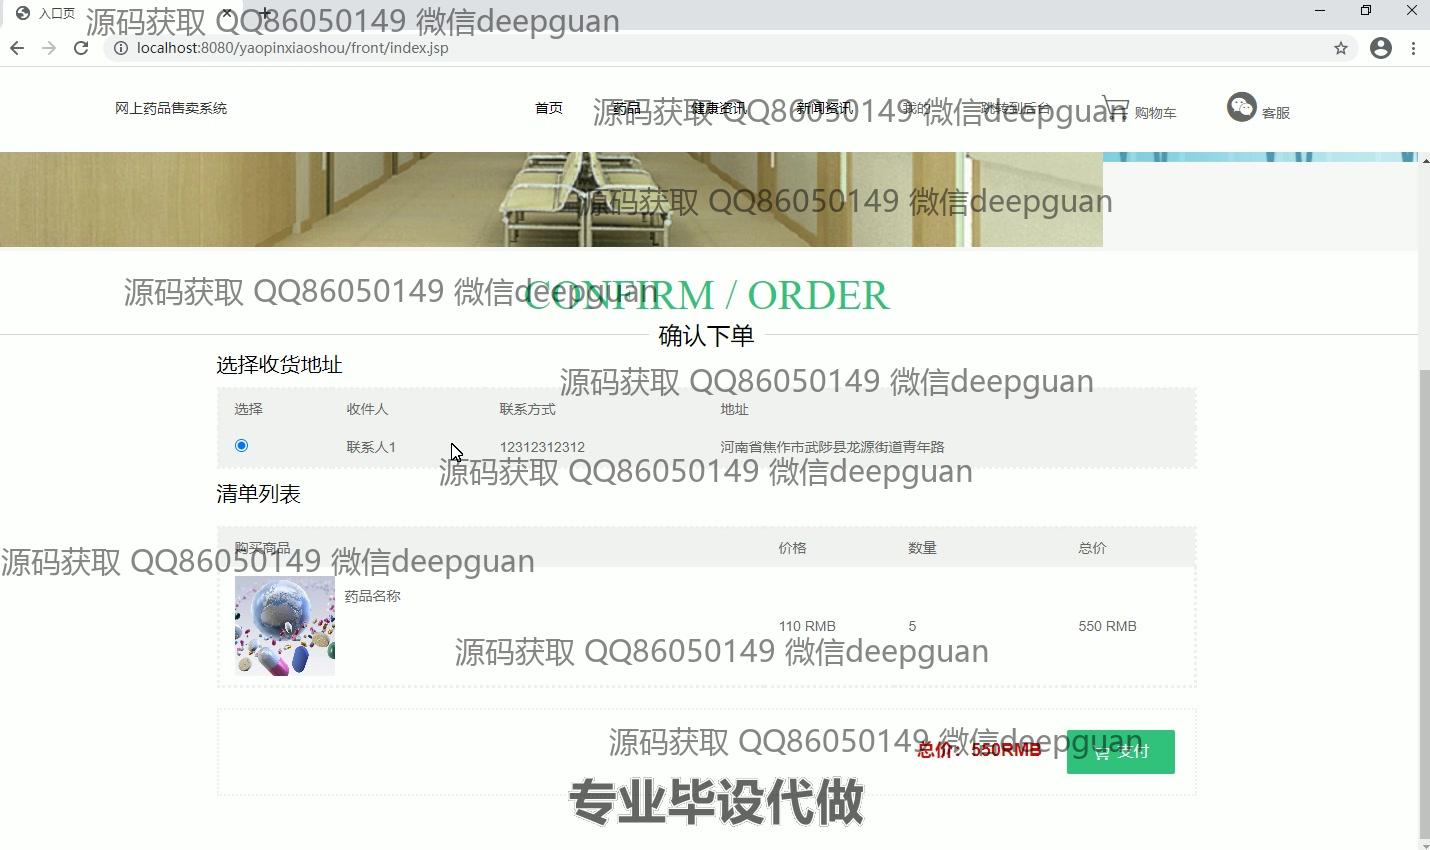 入口页
源码获取 QQ86050149 微信deepguan
localhost:8080/yaopinxiaoshou/front/index.jsp
网上药品售卖系统 首页 药品 健康资讯 新闻资讯 我的 跳转到后台 购物车 客服
源码获取 QQ86050149 微信deepguan
源码获取 QQ86050149 微信deepguan
源码获取 QQ86050149 微信deepguan
CONFIRM / ORDER
确认下单
选择收货地址
源码获取 QQ86050149 微信deepguan
选择 收件人 联系方式 地址
联系人1 12312312312 河南省焦作市武陟县龙源街道青年路
源码获取 QQ86050149 微信deepguan
清单列表
购买商品 价格 数量 总价
源码获取 QQ86050149 微信deepguan
药品名称
110 RMB 5 550 RMB
源码获取 QQ86050149 微信deepguan
源码获取 QQ86050149 微信deepguan
总价：550RMB 支付
专业毕设代做